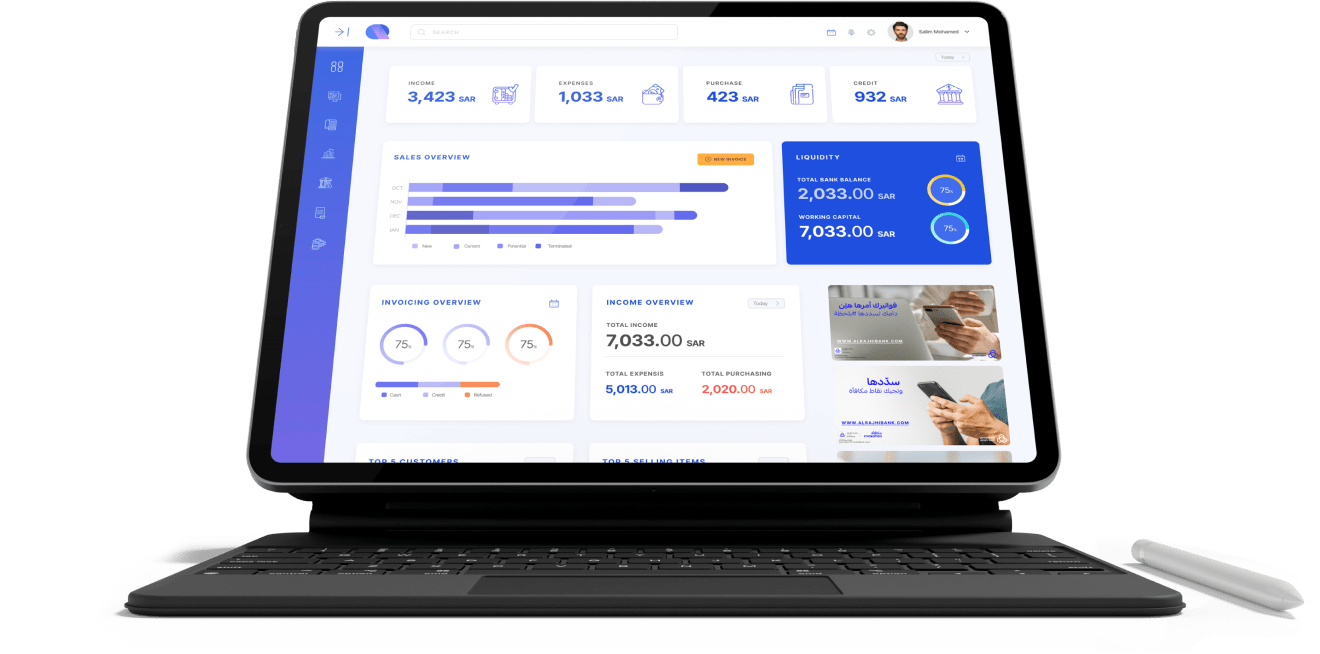 SEARCH
Salim Mohamed
Today
INCOME
3,423 SAR
EXPENSES
1,033 SAR
PURCHASE
423 SAR
CREDIT
932 SAR
SALES OVERVIEW
NEW INVOICE
OCT
NOV
DEC
JAN
New
Current
Potential
Terminated
LIQUIDITY
TOTAL BANK BALANCE
2,033.00 SAR
75%
WORKING CAPITAL
7,033.00 SAR
75%
INVOICING OVERVIEW
75%
75%
75%
Cash
Credit
Refused
INCOME OVERVIEW
Today
TOTAL INCOME
7,033.00 SAR
TOTAL EXPENSIS
5,013.00 SAR
TOTAL PURCHASING
2,020.00 SAR
فواتيرك أمرها هيّن
WWW.ALRAJHIBANK.COM
سدّدها
وتجيك نقاط مكافأة
WWW.ALRAJHIBANK.COM
TOP 5 CUSTOMERS
TOP 5 SELLING ITEMS